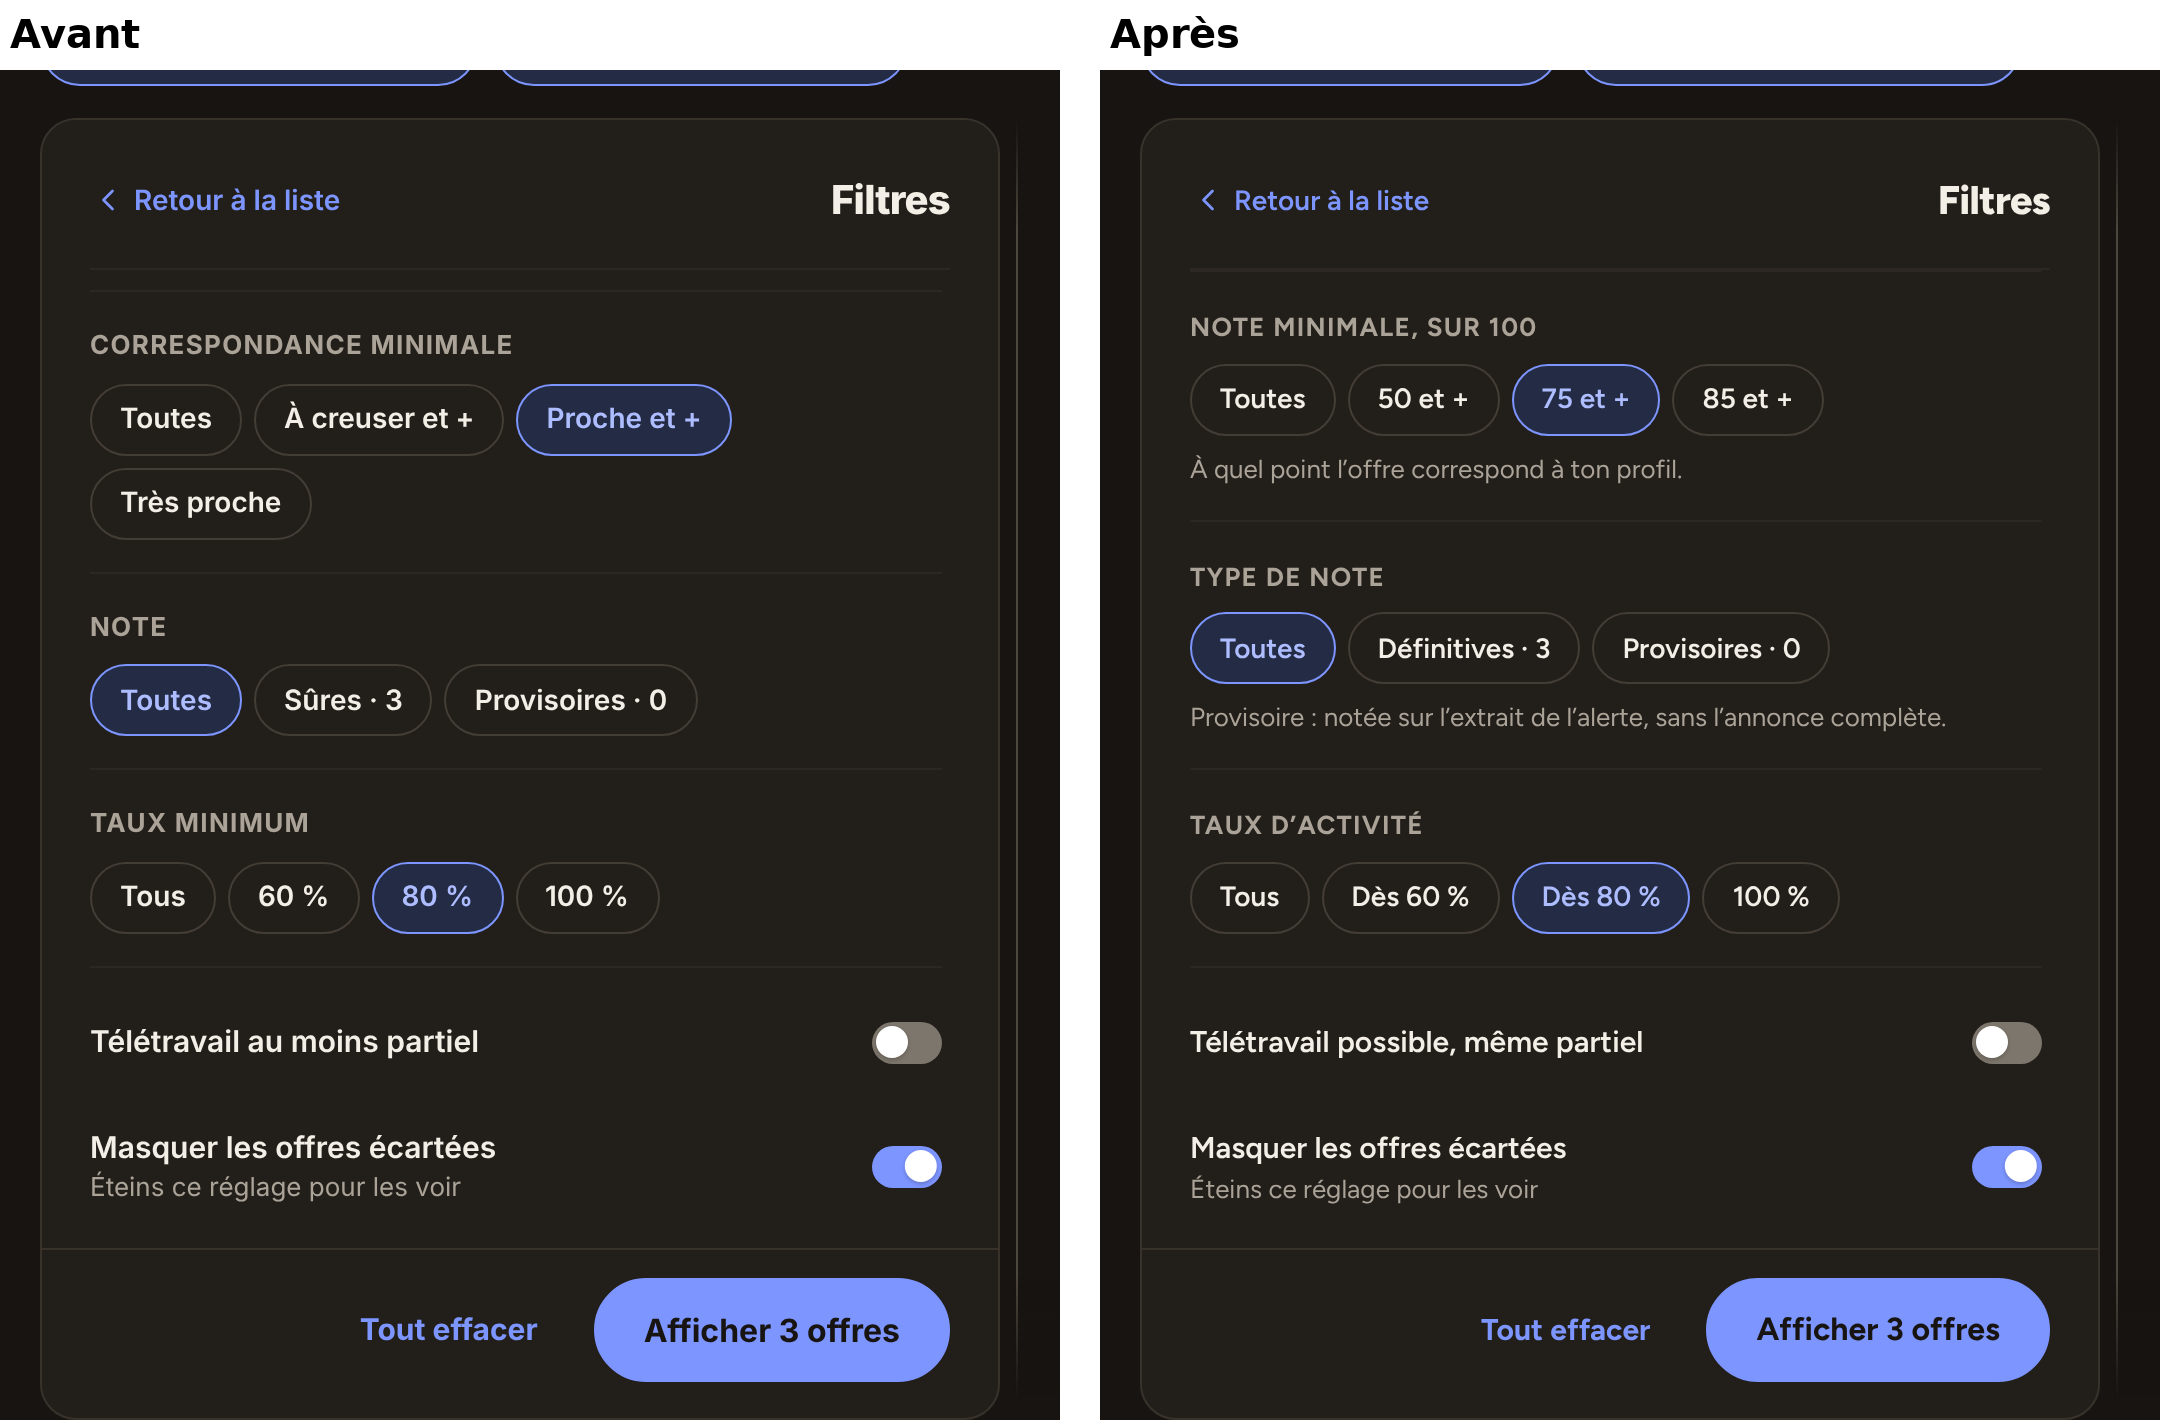 Avant
Retour à la liste
Filtres
CORRESPONDANCE MINIMALE
Toutes
À creuser et +
Proche et +
Très proche
NOTE
Toutes
Sûres · 3
Provisoires · 0
TAUX MINIMUM
Tous
60 %
80 %
100 %
Télétravail au moins partiel
Masquer les offres écartées
Éteins ce réglage pour les voir
Tout effacer
Afficher 3 offres
Après
Retour à la liste
Filtres
NOTE MINIMALE, SUR 100
Toutes
50 et +
75 et +
85 et +
À quel point l’offre correspond à ton profil.
TYPE DE NOTE
Toutes
Définitives · 3
Provisoires · 0
Provisoire : notée sur l’extrait de l’alerte, sans l’annonce complète.
TAUX D’ACTIVITÉ
Tous
Dès 60 %
Dès 80 %
100 %
Télétravail possible, même partiel
Masquer les offres écartées
Éteins ce réglage pour les voir
Tout effacer
Afficher 3 offres